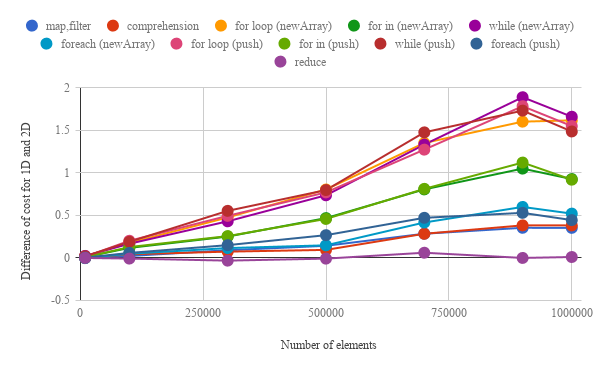 map,filter comprehension for loop (newArray) for in (newArray) while (newArray)
foreach (newArray) for loop (push) for in (push) while (push) foreach (push)
reduce
Difference of cost for 1D and 2D
2
1.5
1
0.5
0
-0.5
0 250000 500000 750000 1000000
Number of elements